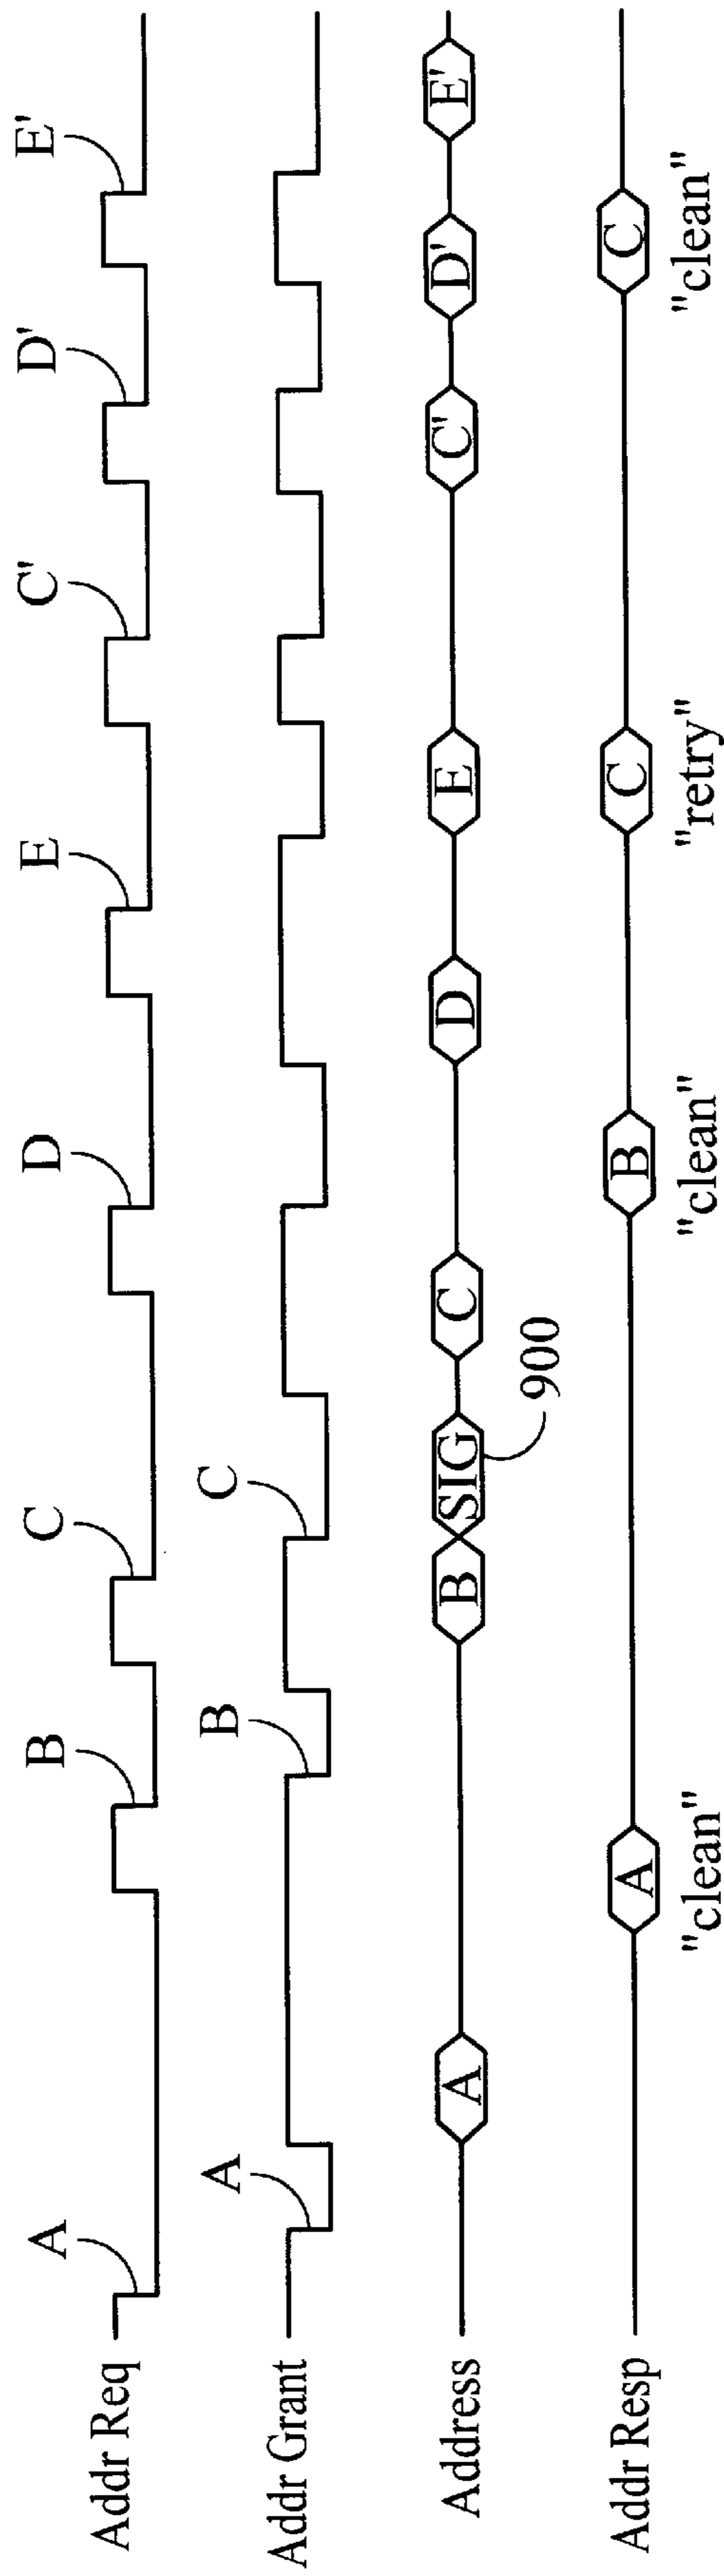 A B C D E C' D' E'
Addr Req
A B C
Addr Grant
A B SIG C D E C' D' E'
Address
900
A B C C
Addr Resp
"clean" "clean" "retry" "clean"